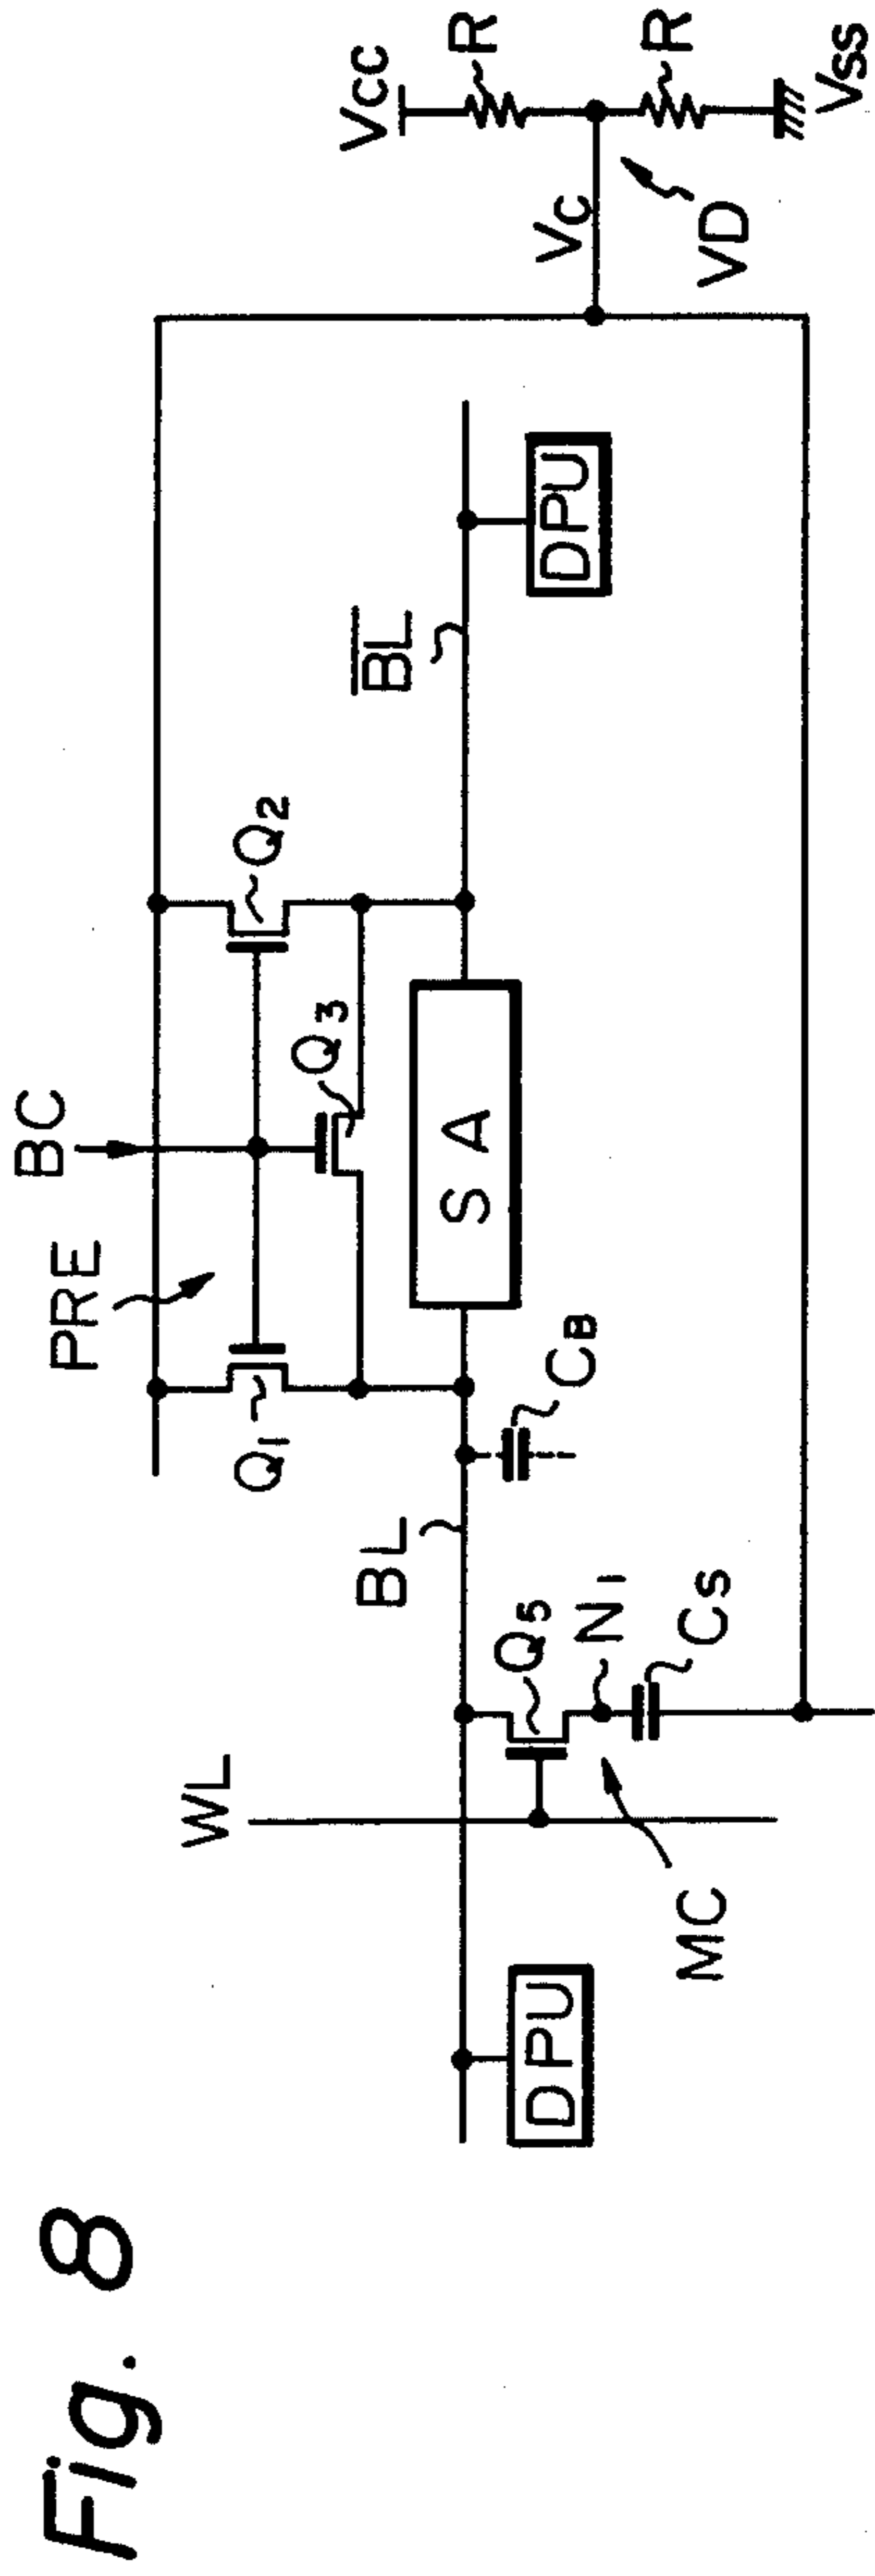 Fig. 8
BC
PRE
Q1
Q2
Q3
VCC
R
R
VSS
VC
VD
WL
BL
B̅L̅
SA
CB
DPU
DPU
Q5
N1
CS
MC